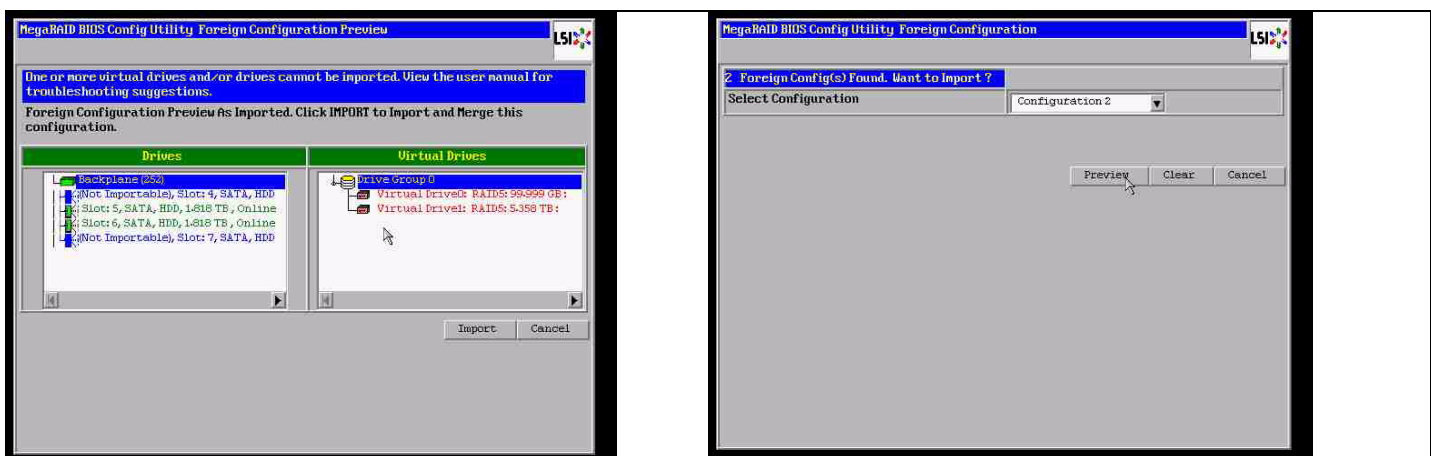 MegaRAID BIOS Config Utility Foreign Configuration Preview
LSI
One or more virtual drives and/or drives cannot be imported. View the user manual for
troubleshooting suggestions.
Foreign Configuration Preview As Imported. Click IMPORT to Import and Merge this
configuration.
Drives
Virtual Drives
Backplane (252)
(Not Importable), Slot: 4, SATA, HDD
Slot: 5, SATA, HDD, 1.818 TB, Online
Slot: 6, SATA, HDD, 1.818 TB, Online
(Not Importable), Slot: 7, SATA, HDD
Drive Group 0
Virtual Drive0: RAID5: 99.999 GB:
Virtual Drive1: RAID5: 5.358 TB:
Import
Cancel
MegaRAID BIOS Config Utility Foreign Configuration
LSI
2 Foreign Config(s) Found. Want to Import ?
Select Configuration
Configuration 2
Preview
Clear
Cancel